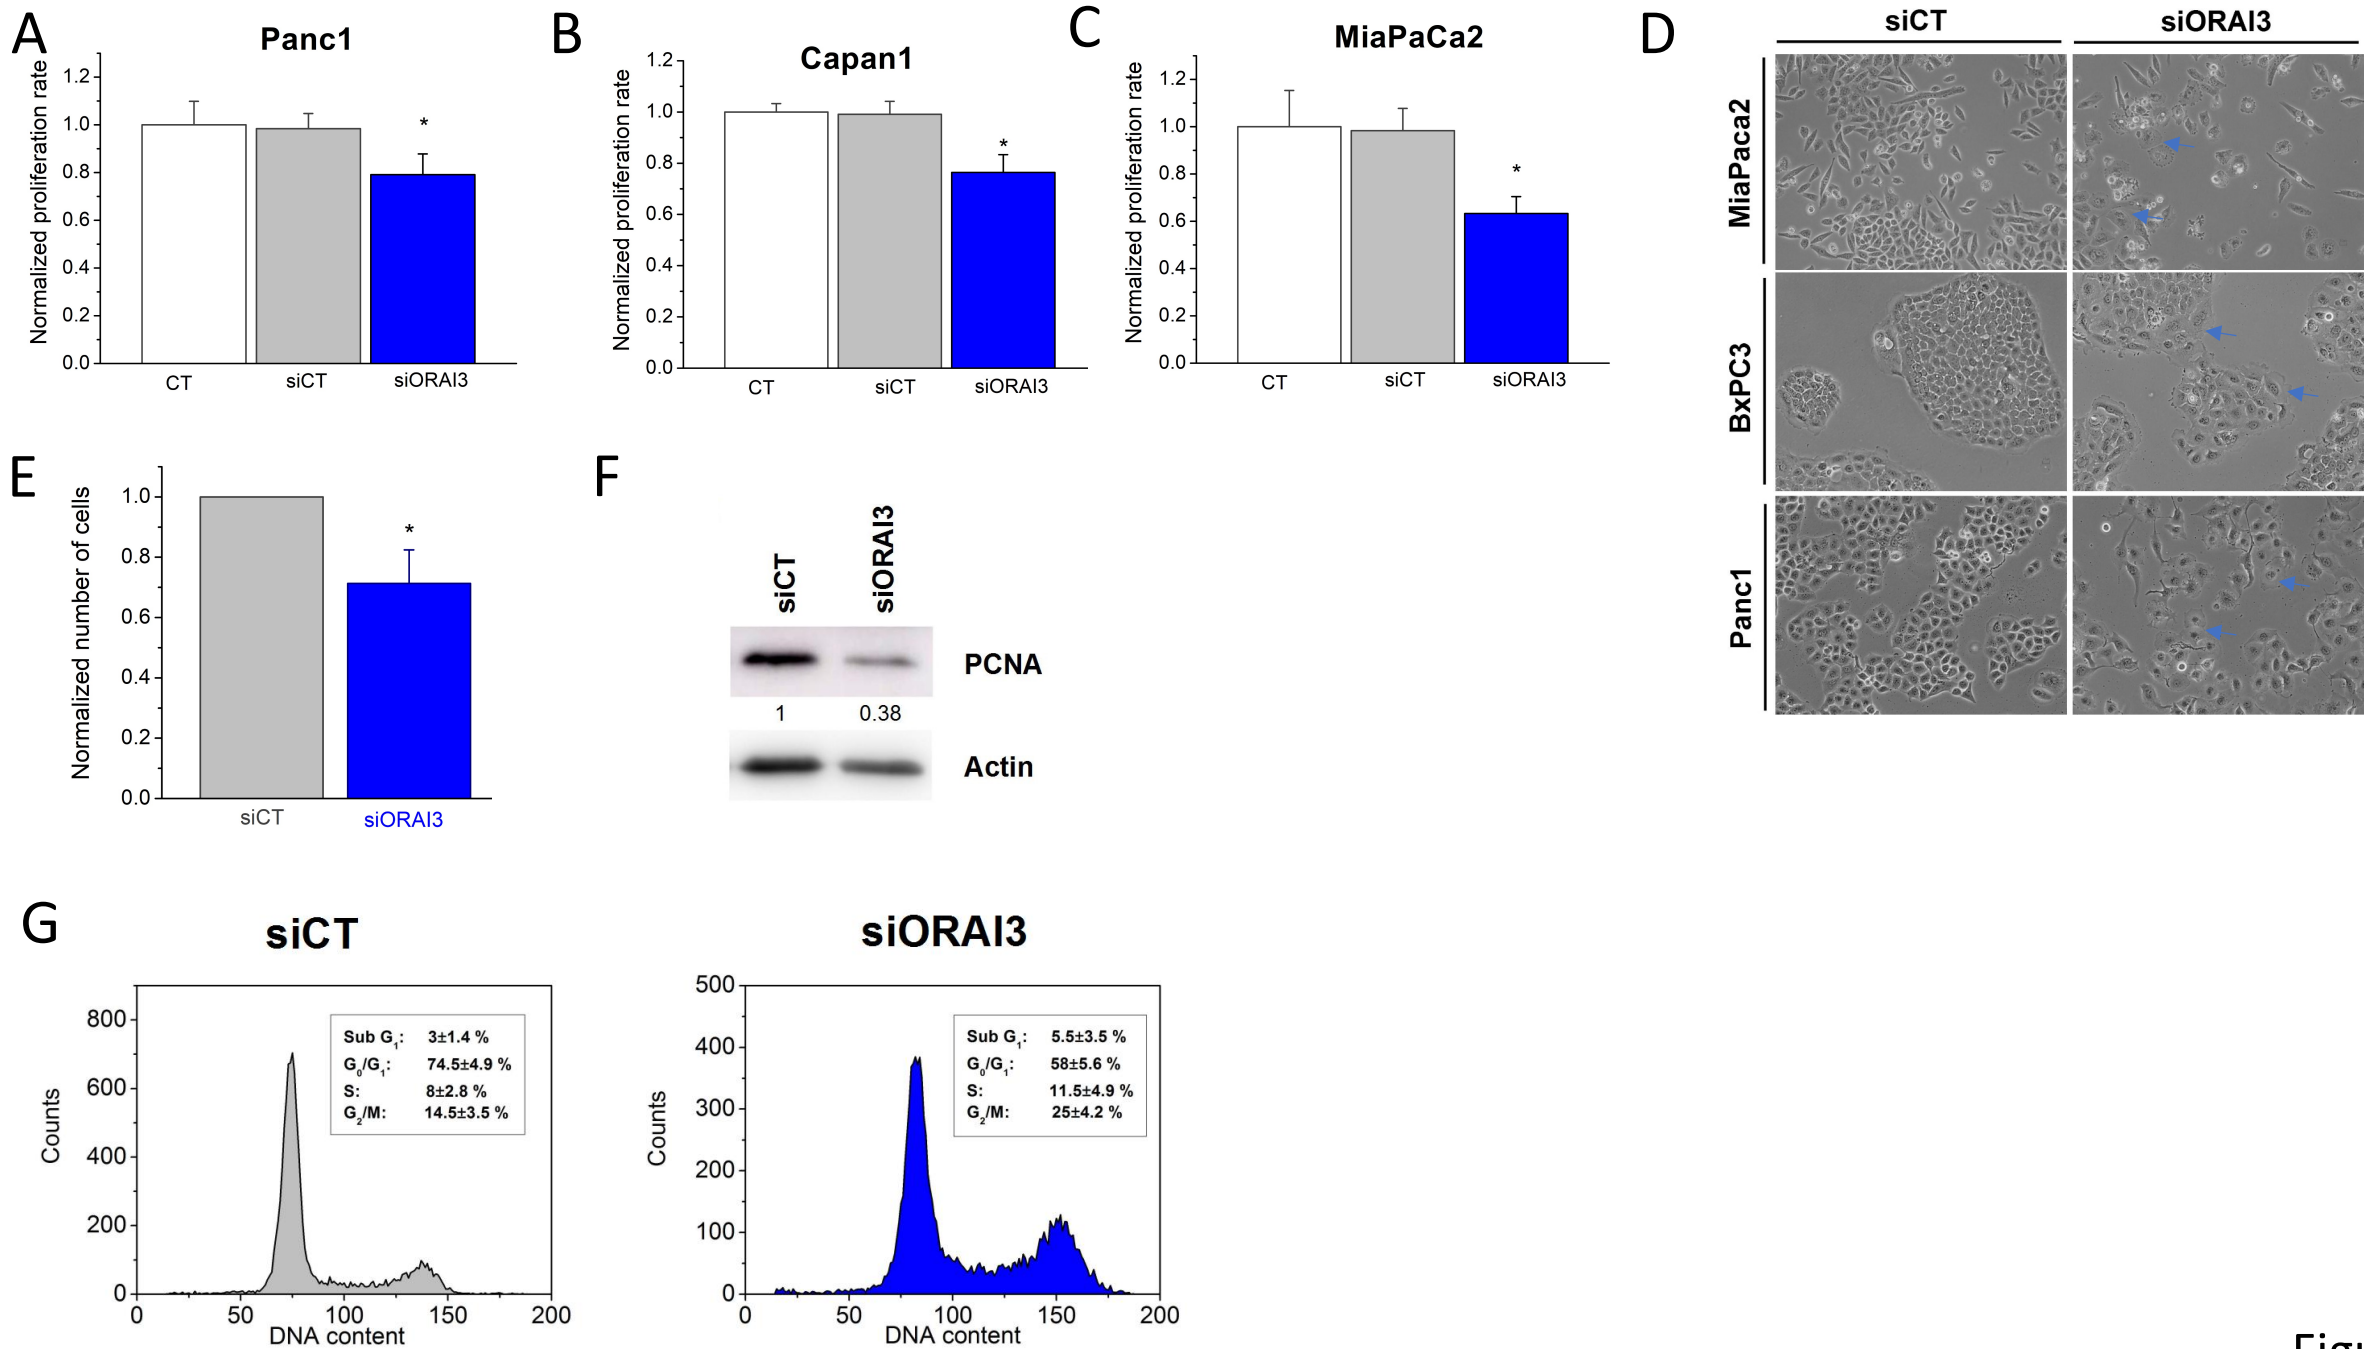 A
Panc1
Normalized proliferation rate
1.2
1.0
0.8
0.6
0.4
0.2
0.0
CT
siCT
siORAI3
B
Capan1
Normalized proliferation rate
1.2
1.0
0.8
0.6
0.4
0.2
0.0
*
*
CT
siCT
siORAI3
C
MiaPaCa2
Normalized proliferation rate
1.2
1.0
0.8
0.6
0.4
0.2
0.0
*
CT
siCT
siORAI3
D
siCT
siORAI3
MiaPaca2
BxPC3
Panc1
E
Normalized number of cells
1.0
0.8
0.6
0.4
0.2
0.0
*
siCT
siORAI3
F
siCT
siORAI3
PCNA
1
0.38
Actin
G
siCT
Counts
800
600
400
200
0
Sub G1: 3±1.4 %
G0/G1: 74.5±4.9 %
S: 8±2.8 %
G2/M: 14.5±3.5 %
0
50
100
150
200
DNA content
siORAI3
Counts
500
400
300
200
100
0
Sub G1: 5.5±3.5 %
G0/G1: 58±5.6 %
S: 11.5±4.9 %
G2/M: 25±4.2 %
0
50
100
150
200
DNA content